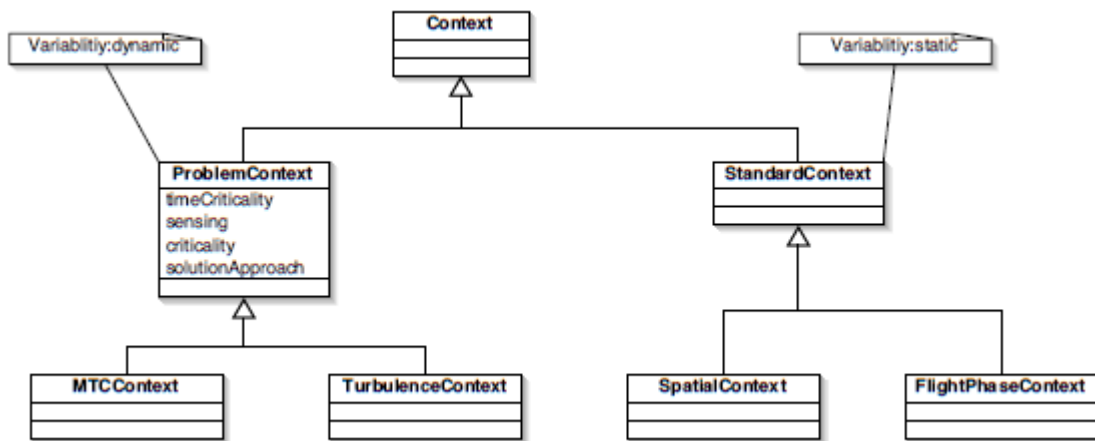 Context
Variablitiy:dynamic
Variablitiy:static
ProblemContext
timeCriticality
sensing
criticality
solutionApproach
StandardContext
MTCContext
TurbulenceContext
SpatialContext
FlightPhaseContext